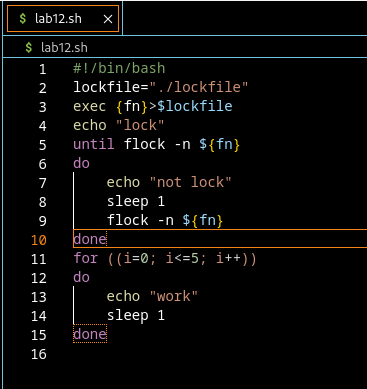 $ lab12.sh ×
$ lab12.sh
1 #!/bin/bash
2 lockfile="./lockfile"
3 exec {fn}>$lockfile
4 echo "lock"
5 until flock -n ${fn}
6 do
7     echo "not lock"
8     sleep 1
9     flock -n ${fn}
10 done
11 for ((i=0; i<=5; i++))
12 do
13     echo "work"
14     sleep 1
15 done
16